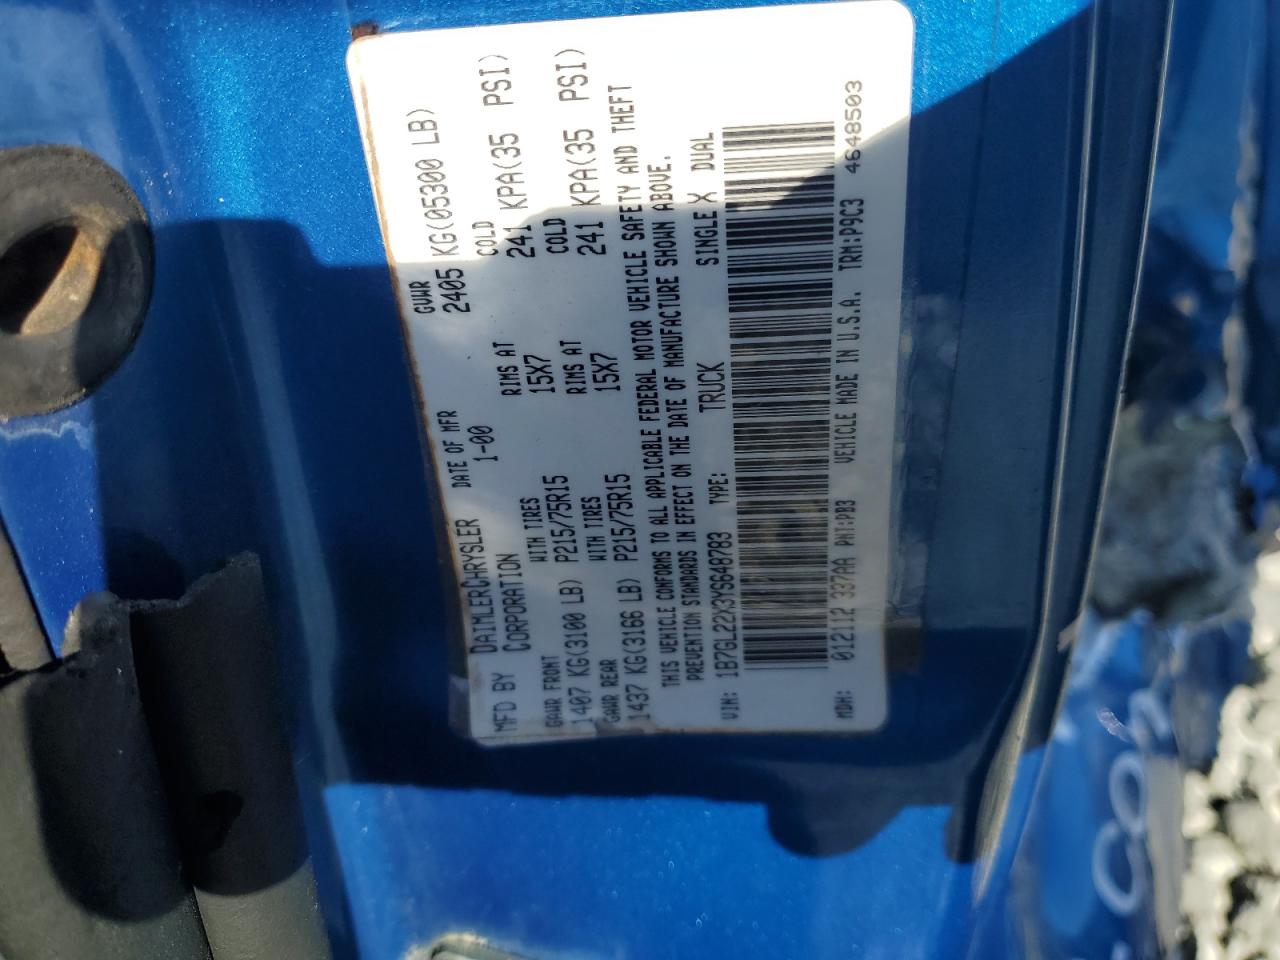 MFD BY DAIMLERCHRYSLER DATE OF MFR GVWR
CORPORATION 1-00 2405 KG(05300 LB)
GAWR FRONT WITH TIRES RIMS AT COLD
1407 KG(3100 LB) P215/75R15 15X7 241 KPA(35 PSI)
GAWR REAR WITH TIRES RIMS AT COLD
1437 KG(3166 LB) P215/75R15 15X7 241 KPA(35 PSI)
THIS VEHICLE CONFORMS TO ALL APPLICABLE FEDERAL MOTOR VEHICLE SAFETY AND THEFT
PREVENTION STANDARDS IN EFFECT ON THE DATE OF MANUFACTURE SHOWN ABOVE.
VIN: 1B7GL22X3YS648783 TYPE: TRUCK SINGLE X DUAL
MDH: 012112 337AA PNT:PB3 VEHICLE MADE IN U.S.A. TRM:P9C3 4648503